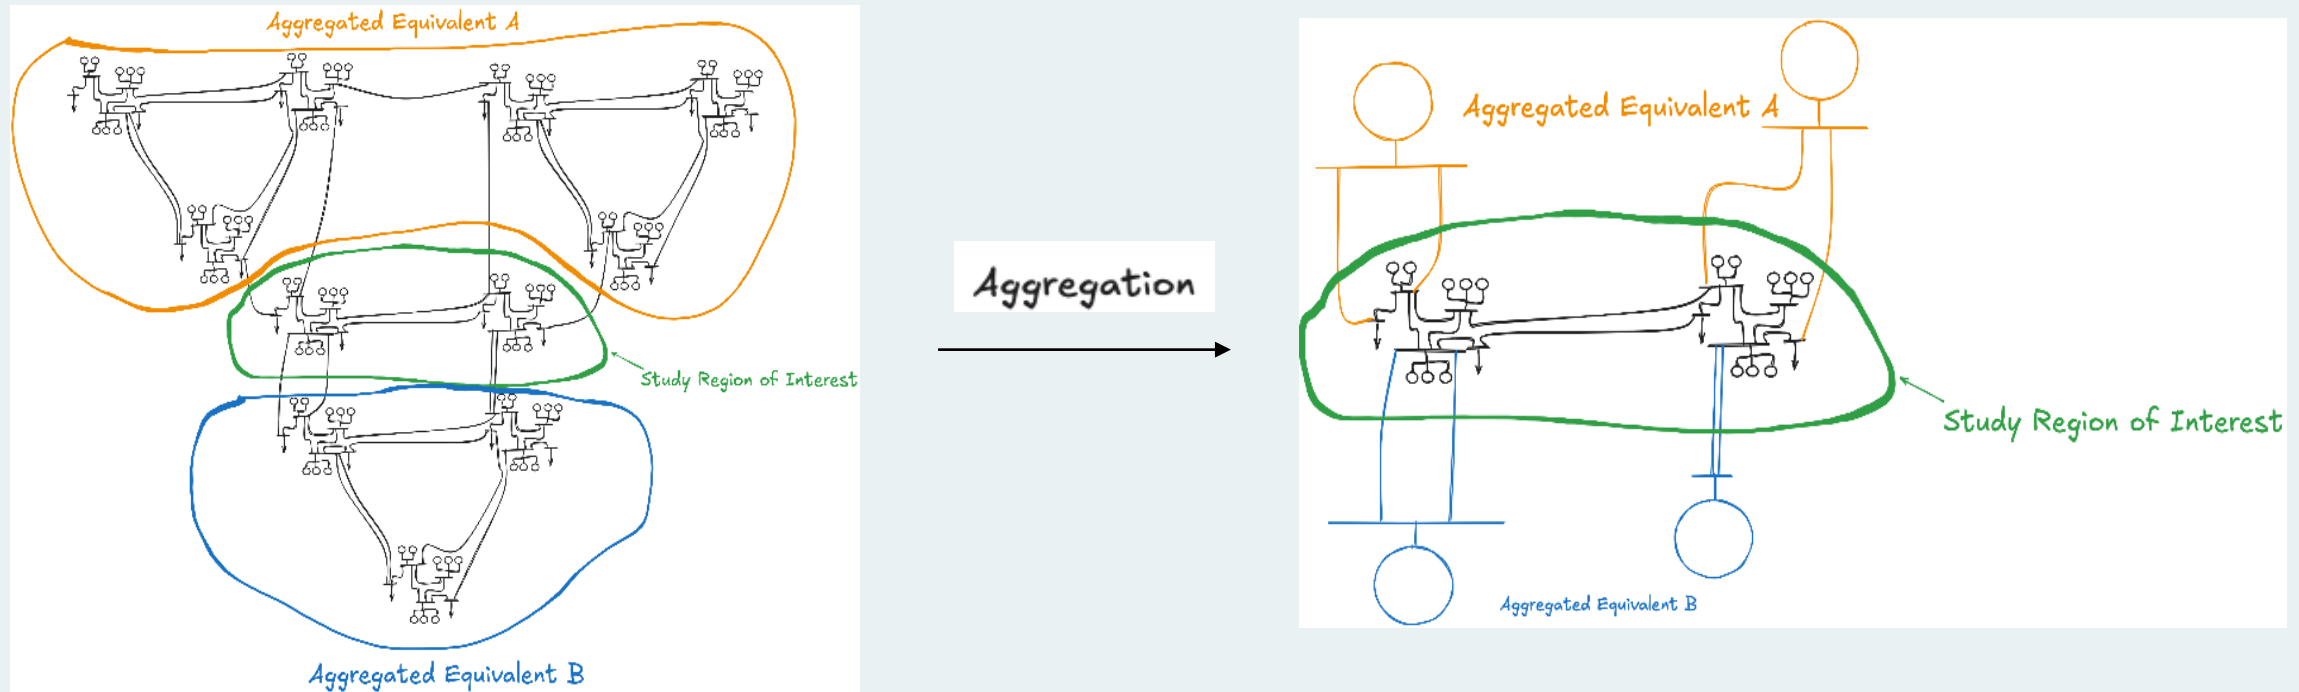 Aggregated Equivalent A
Study Region of Interest
Aggregated Equivalent B
Aggregation
Aggregated Equivalent A
Study Region of Interest
Aggregated Equivalent B